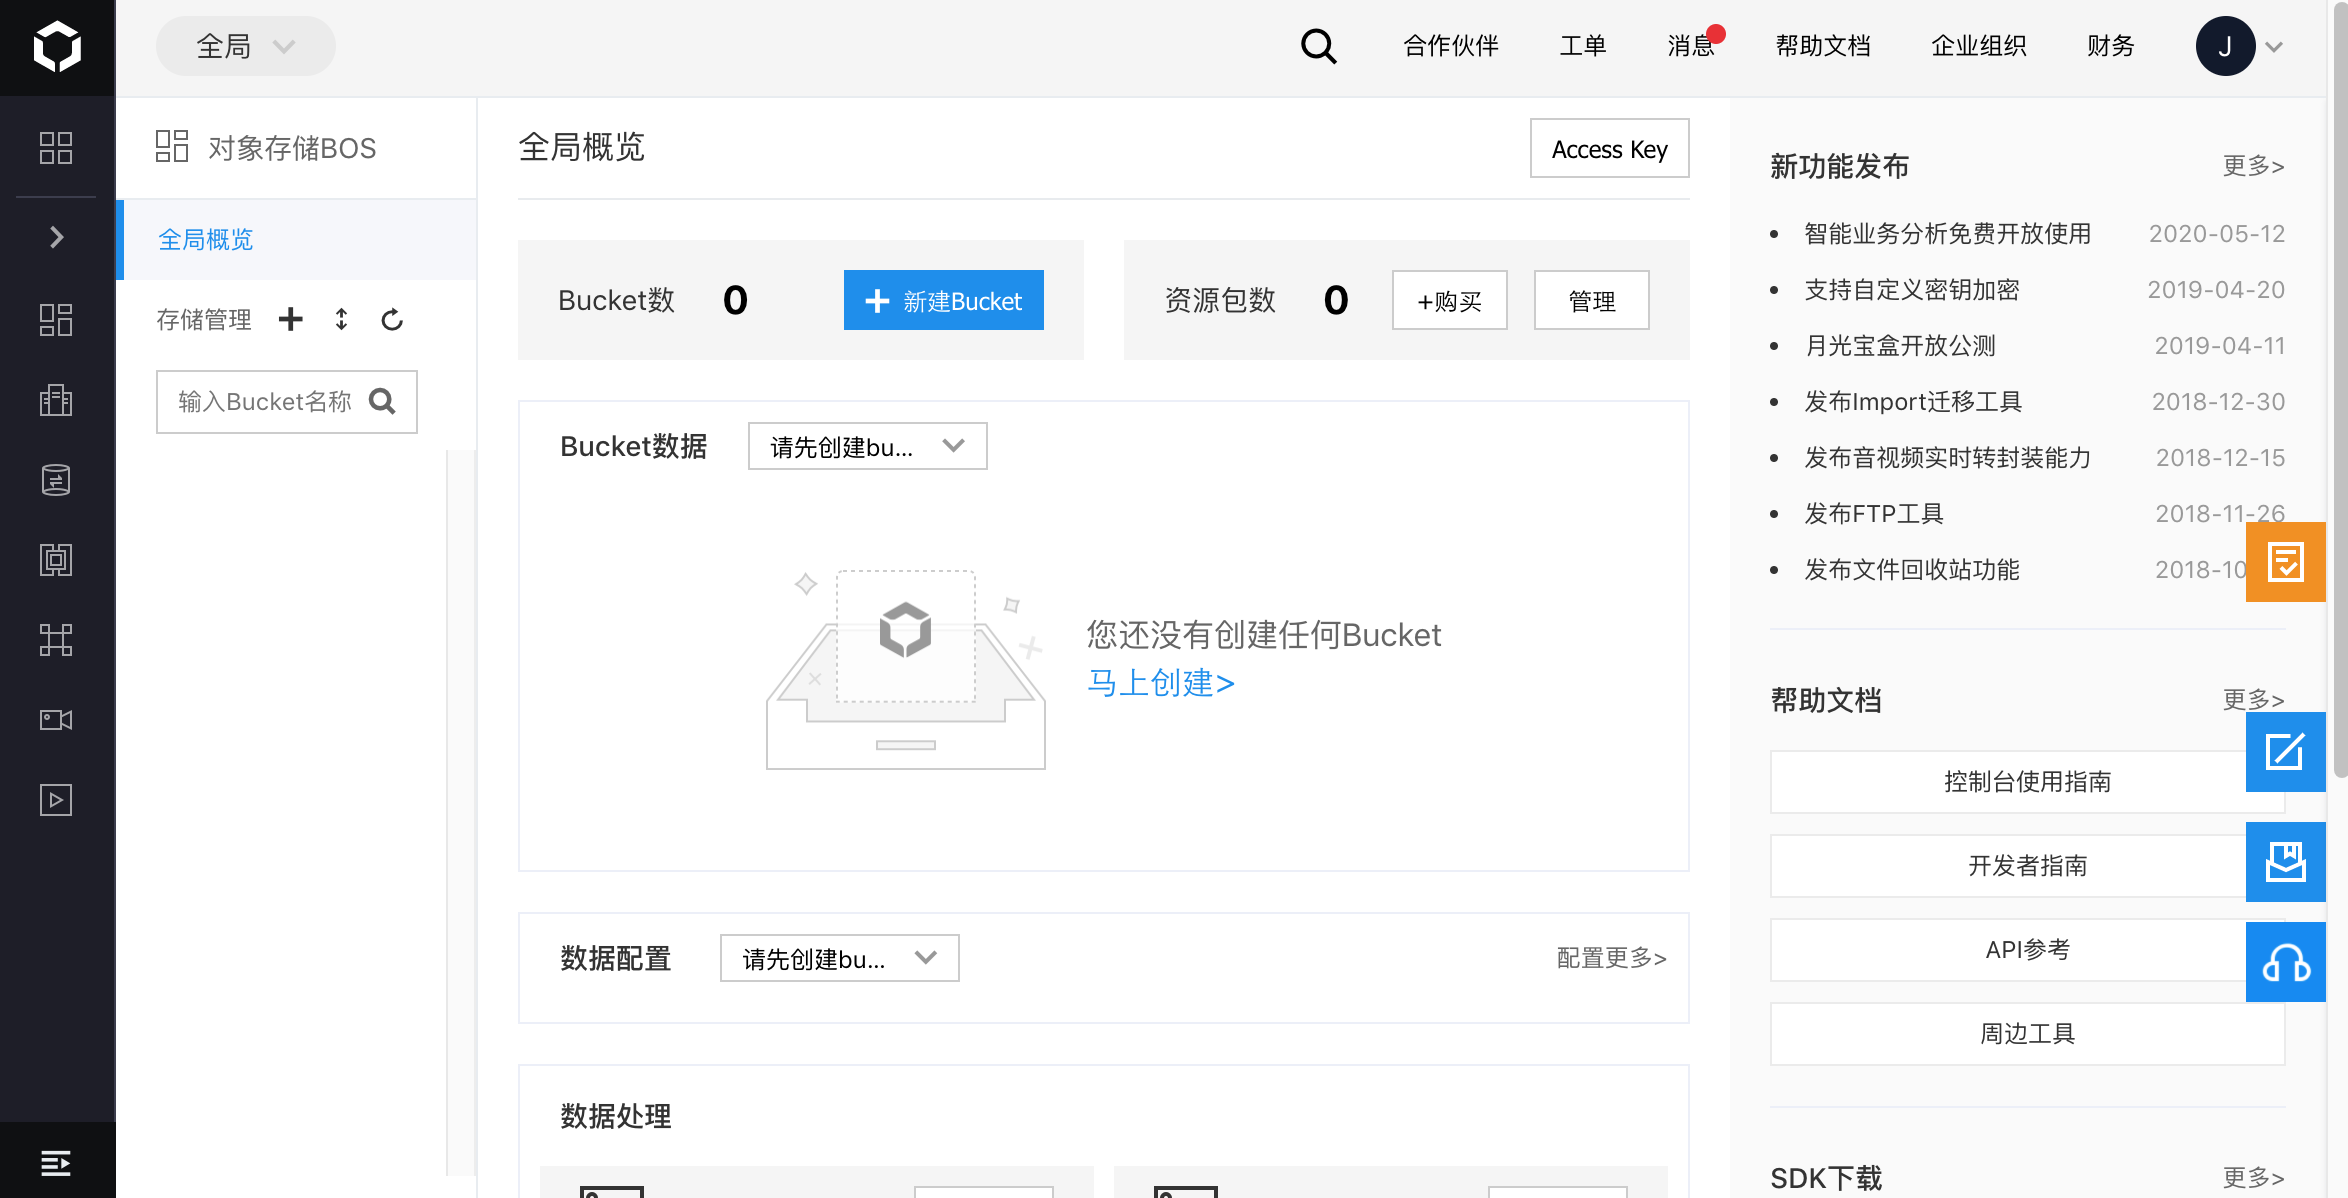 全局
合作伙伴
工单
消息
帮助文档
企业组织
财务
J
对象存储BOS
全局概览
存储管理
输入Bucket名称
全局概览
Access Key
Bucket数 0
新建Bucket
资源包数 0
+购买
管理
Bucket数据
请先创建bu...
您还没有创建任何Bucket
马上创建>
数据配置
请先创建bu...
配置更多>
数据处理
新功能发布
更多>
智能业务分析免费开放使用 2020-05-12
支持自定义密钥加密 2019-04-20
月光宝盒开放公测 2019-04-11
发布Import迁移工具 2018-12-30
发布音视频实时转封装能力 2018-12-15
发布FTP工具 2018-11-26
发布文件回收站功能 2018-10
帮助文档
更多>
控制台使用指南
开发者指南
API参考
周边工具
SDK下载
更多>